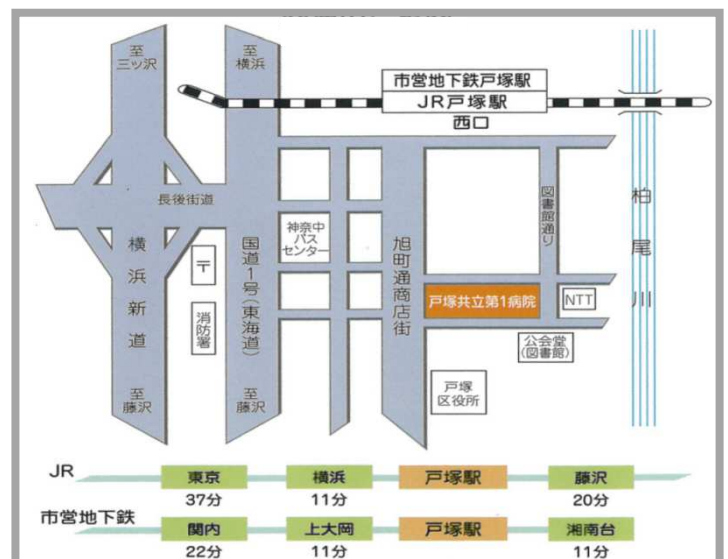 至
三ッ沢
至
横浜
市営地下鉄戸塚駅
JR戸塚駅
西口
長後街道
横浜新道
〒
消防署
国道1号(東海道)
神奈中
バス
センター
旭町通商店街
図書館通り
柏尾川
戸塚共立第1病院
NTT
公会堂
(図書館)
戸塚
区役所
至
藤沢
至
藤沢
JR
東京
横浜
戸塚駅
藤沢
37分
11分
20分
市営地下鉄
関内
上大岡
戸塚駅
湘南台
22分
11分
11分